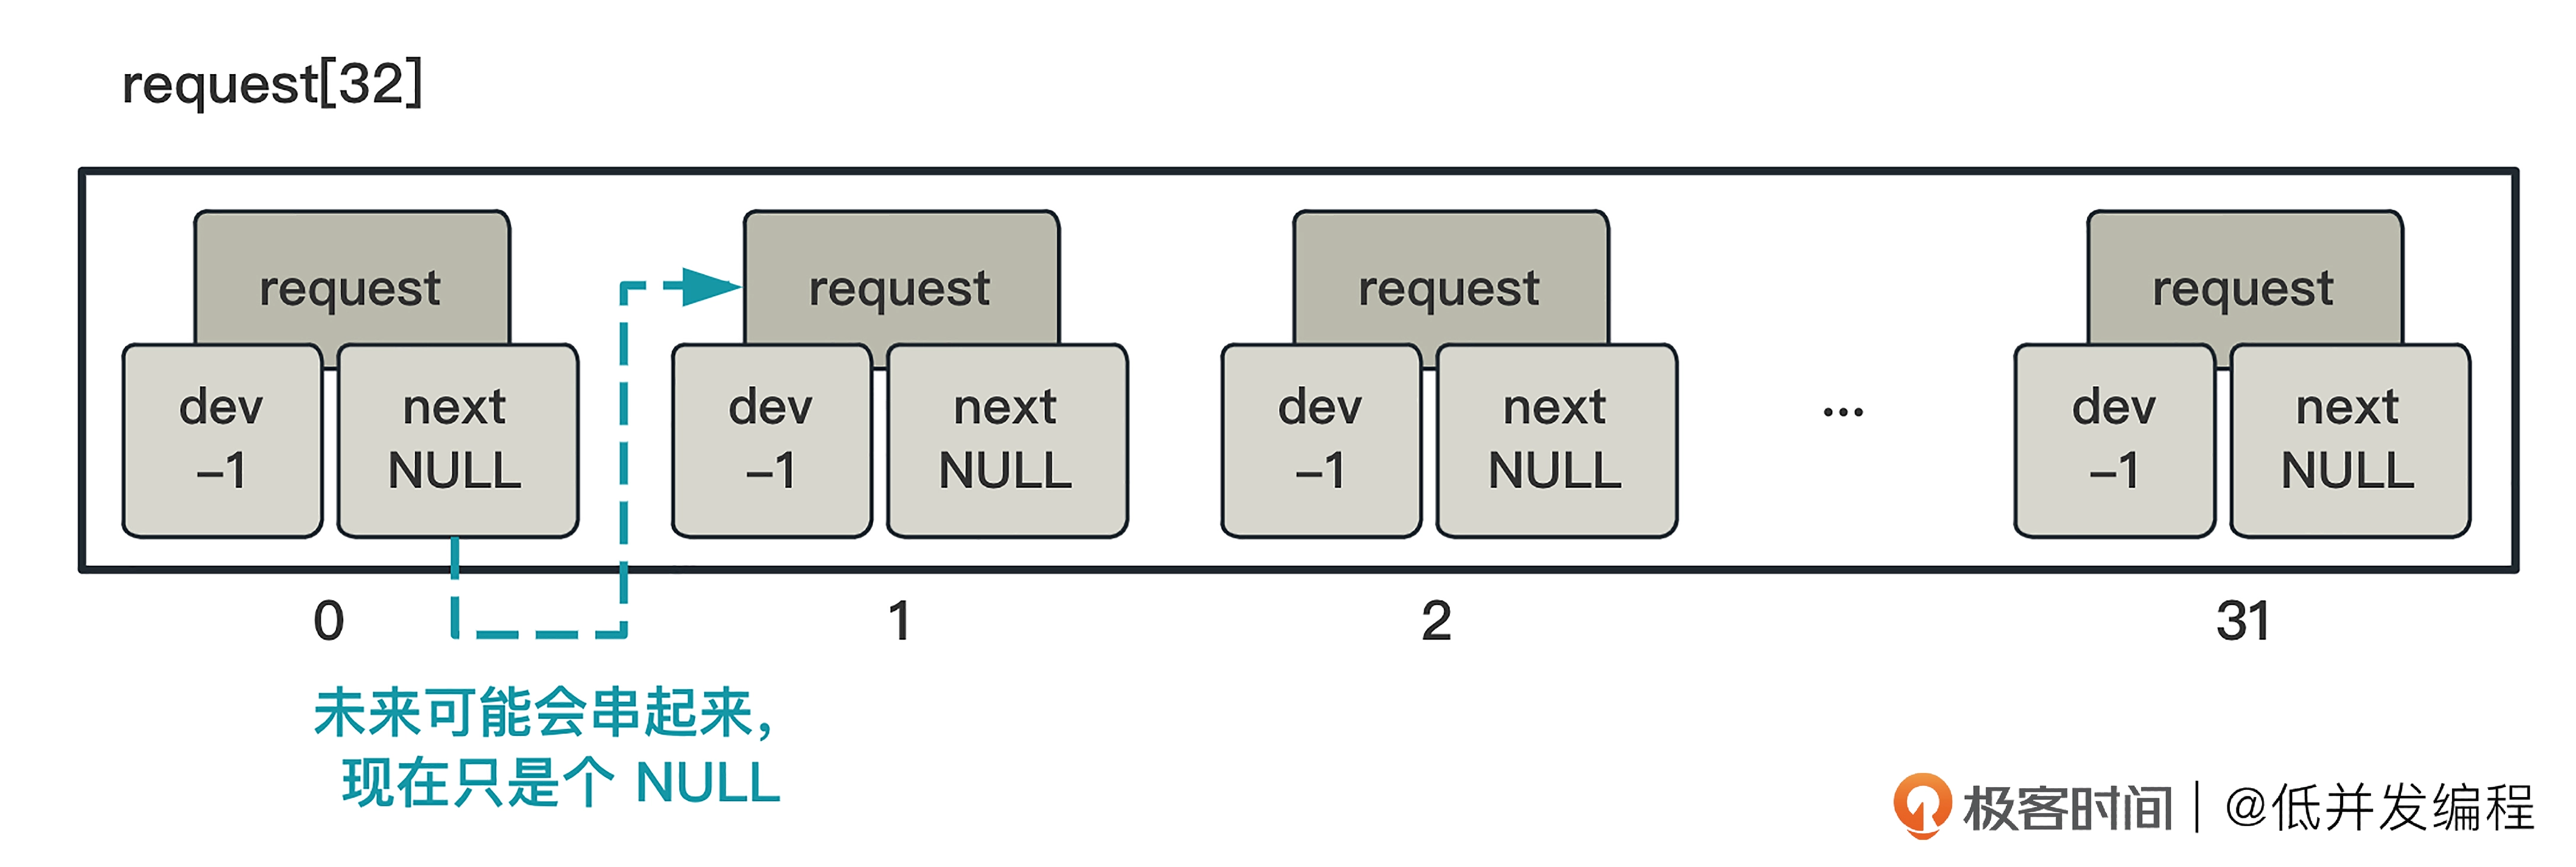 request[32]
request request request request
dev next dev next dev next ... dev next
–1 NULL –1 NULL –1 NULL –1 NULL
0 1 2 31
未来可能会串起来，
现在只是个 NULL
极客时间 | @低并发编程